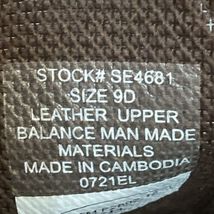 STOCK# SE4681
SIZE 9D
LEATHER UPPER
BALANCE MAN MADE
MATERIALS
MADE IN CAMBODIA
0721EL